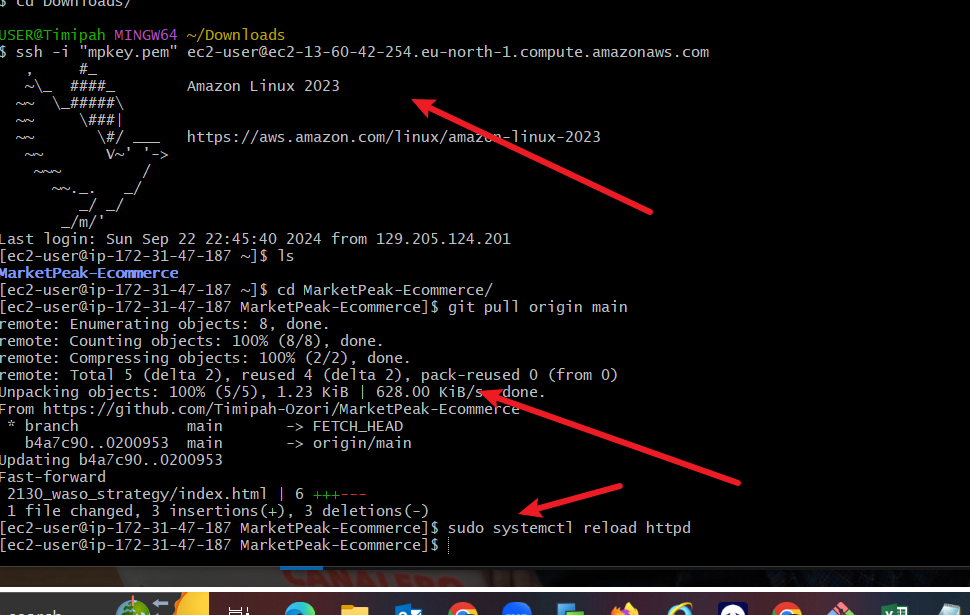 $ cd Downloads/
USER@Timipah MINGW64 ~/Downloads
$ ssh -i "mpkey.pem" ec2-user@ec2-13-60-42-254.eu-north-1.compute.amazonaws.com
   ,     #_
   ~\_  ####_        Amazon Linux 2023
  ~~  \_#####\
  ~~     \###|
  ~~       \#/ ___   https://aws.amazon.com/linux/amazon-linux-2023
   ~~       V~' '->
    ~~~         /
      ~~._.   _/
         _/ _/
       _/m/'
Last login: Sun Sep 22 22:45:40 2024 from 129.205.124.201
[ec2-user@ip-172-31-47-187 ~]$ ls
MarketPeak-Ecommerce
[ec2-user@ip-172-31-47-187 ~]$ cd MarketPeak-Ecommerce/
[ec2-user@ip-172-31-47-187 MarketPeak-Ecommerce]$ git pull origin main
remote: Enumerating objects: 8, done.
remote: Counting objects: 100% (8/8), done.
remote: Compressing objects: 100% (2/2), done.
remote: Total 5 (delta 2), reused 4 (delta 2), pack-reused 0 (from 0)
Unpacking objects: 100% (5/5), 1.23 KiB | 628.00 KiB/s, done.
From https://github.com/Timipah-Ozori/MarketPeak-Ecommerce
 * branch            main       -> FETCH_HEAD
   b4a7c90..0200953  main       -> origin/main
Updating b4a7c90..0200953
Fast-forward
 2130_waso_strategy/index.html | 6 +++---
 1 file changed, 3 insertions(+), 3 deletions(-)
[ec2-user@ip-172-31-47-187 MarketPeak-Ecommerce]$ sudo systemctl reload httpd
[ec2-user@ip-172-31-47-187 MarketPeak-Ecommerce]$